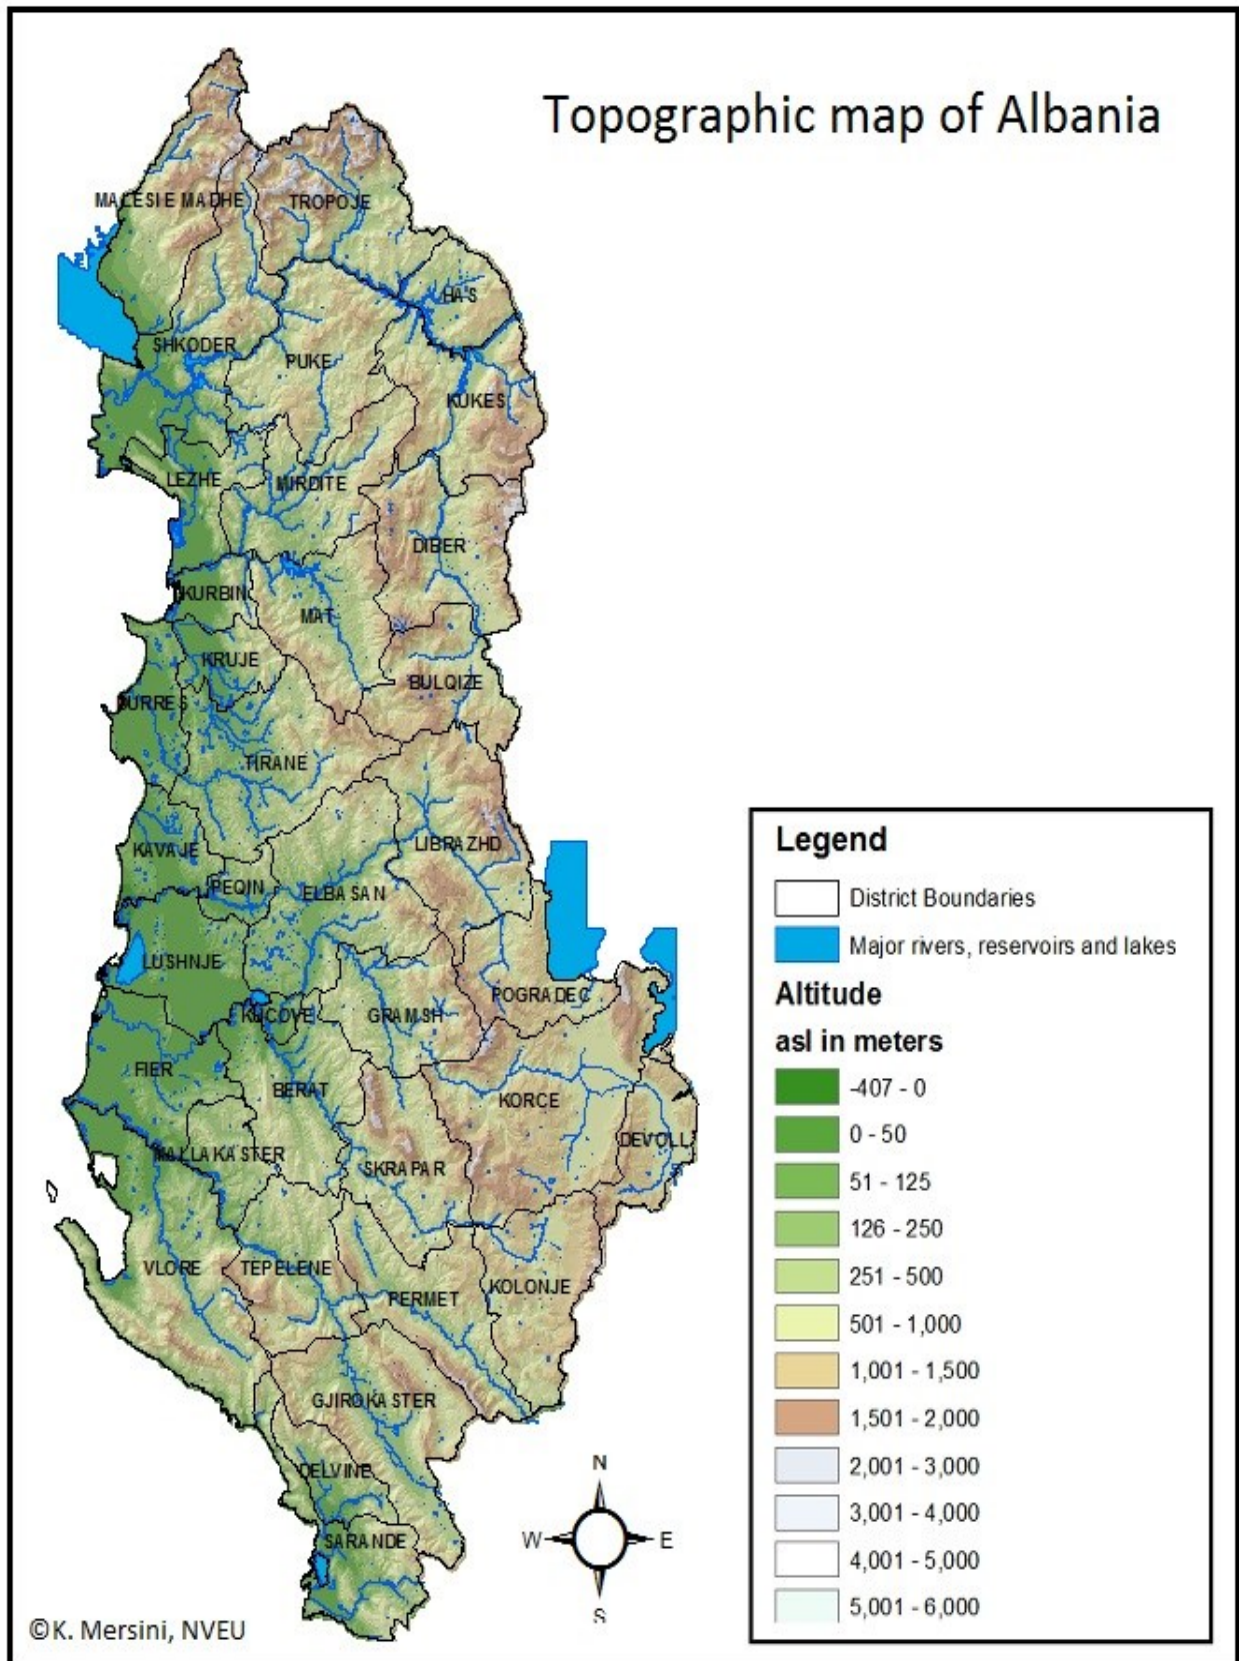 Topographic map of Albania
MALESIE MADHE
TROPOJE
HAS
SHKODER
PUKE
KUKES
LEZHE
MIRDITE
DIBER
KURBIN
MAT
KRUJE
BULQIZE
DURRES
TIRANE
LIBRAZHD
KAVAJE
PEQIN
ELBASAN
LUSHNJE
POGRADEC
KUCOVE
GRAMSH
FIER
BERAT
KORCE
DEVOLL
MALLAKASTER
SKRAPAR
VLORE
TEPELENE
KOLONJE
PERMET
GJIROKASTER
DELVINE
SARANDE
N
W
E
S
Legend
District Boundaries
Major rivers, reservoirs and lakes
Altitude
asl in meters
-407 - 0
0 - 50
51 - 125
126 - 250
251 - 500
501 - 1,000
1,001 - 1,500
1,501 - 2,000
2,001 - 3,000
3,001 - 4,000
4,001 - 5,000
5,001 - 6,000
©K. Mersini, NVEU